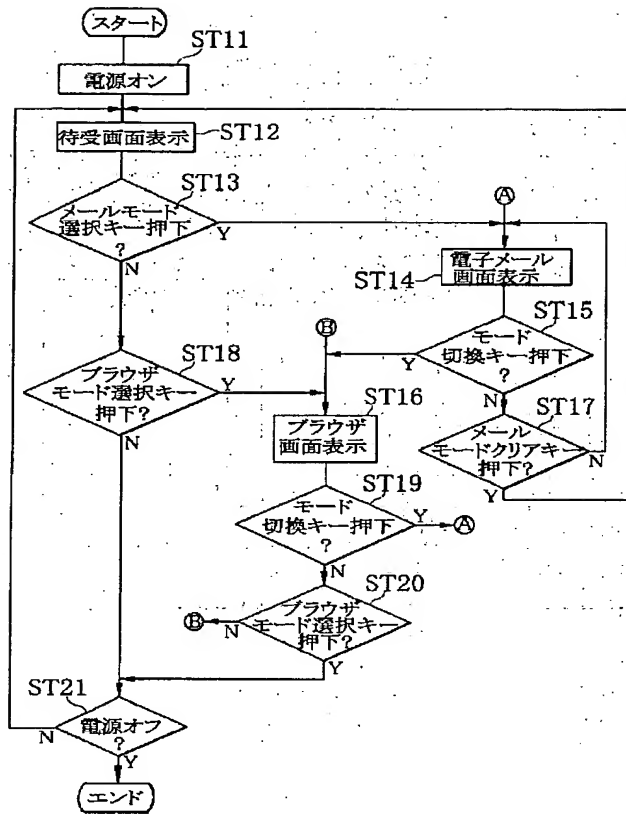 スタート
ST11
電源オン
待受画面表示
ST12
ST13
メールモード
選択キー押下
?
Y
N
Ⓐ
電子メール
画面表示
ST14
ST15
モード
切換キー押下
?
Y
N
Ⓑ
ST18
ブラウザ
モード選択キー
押下?
Y
N
ST16
ブラウザ
画面表示
ST17
メール
モードクリアキー
押下?
N
Y
ST19
モード
切換キー押下
?
Y
Ⓐ
N
ST20
ブラウザ
モード選択キー
押下?
Ⓑ
N
Y
ST21
電源オフ
?
N
Y
エンド